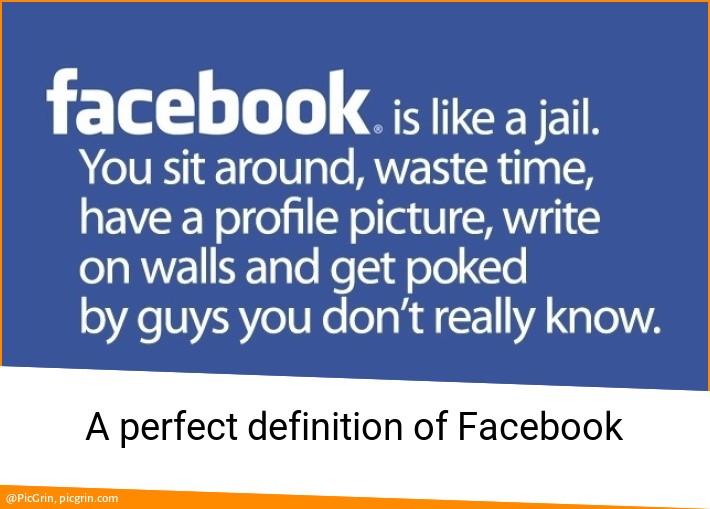 facebook® is like a jail.
You sit around, waste time,
have a profile picture, write
on walls and get poked
by guys you don't really know.
A perfect definition of Facebook
@PicGrin, picgrin.com